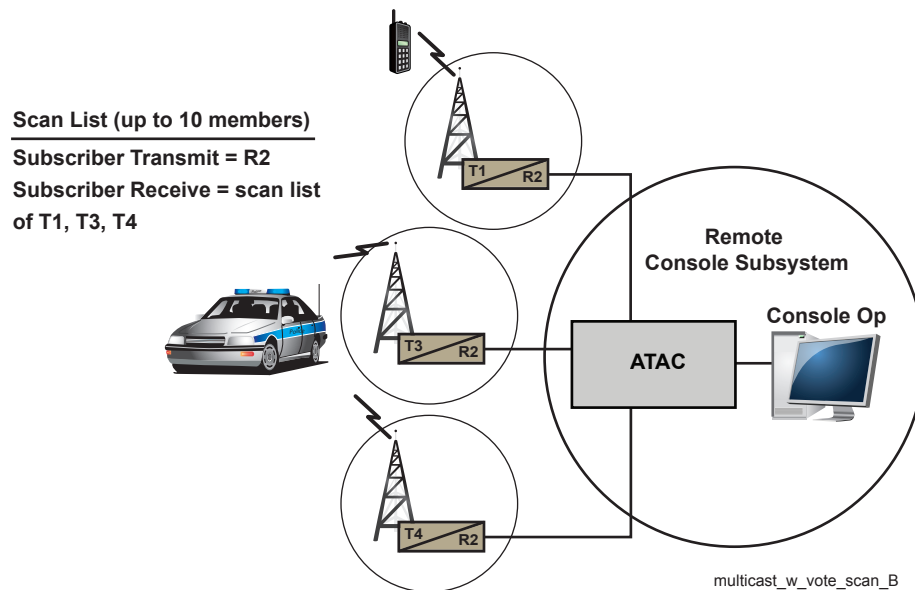 Scan List (up to 10 members)
Subscriber Transmit = R2
Subscriber Receive = scan list
of T1, T3, T4
T1
R2
Remote
Console Subsystem
Console Op
T3
R2
ATAC
T4
R2
multicast_w_vote_scan_B